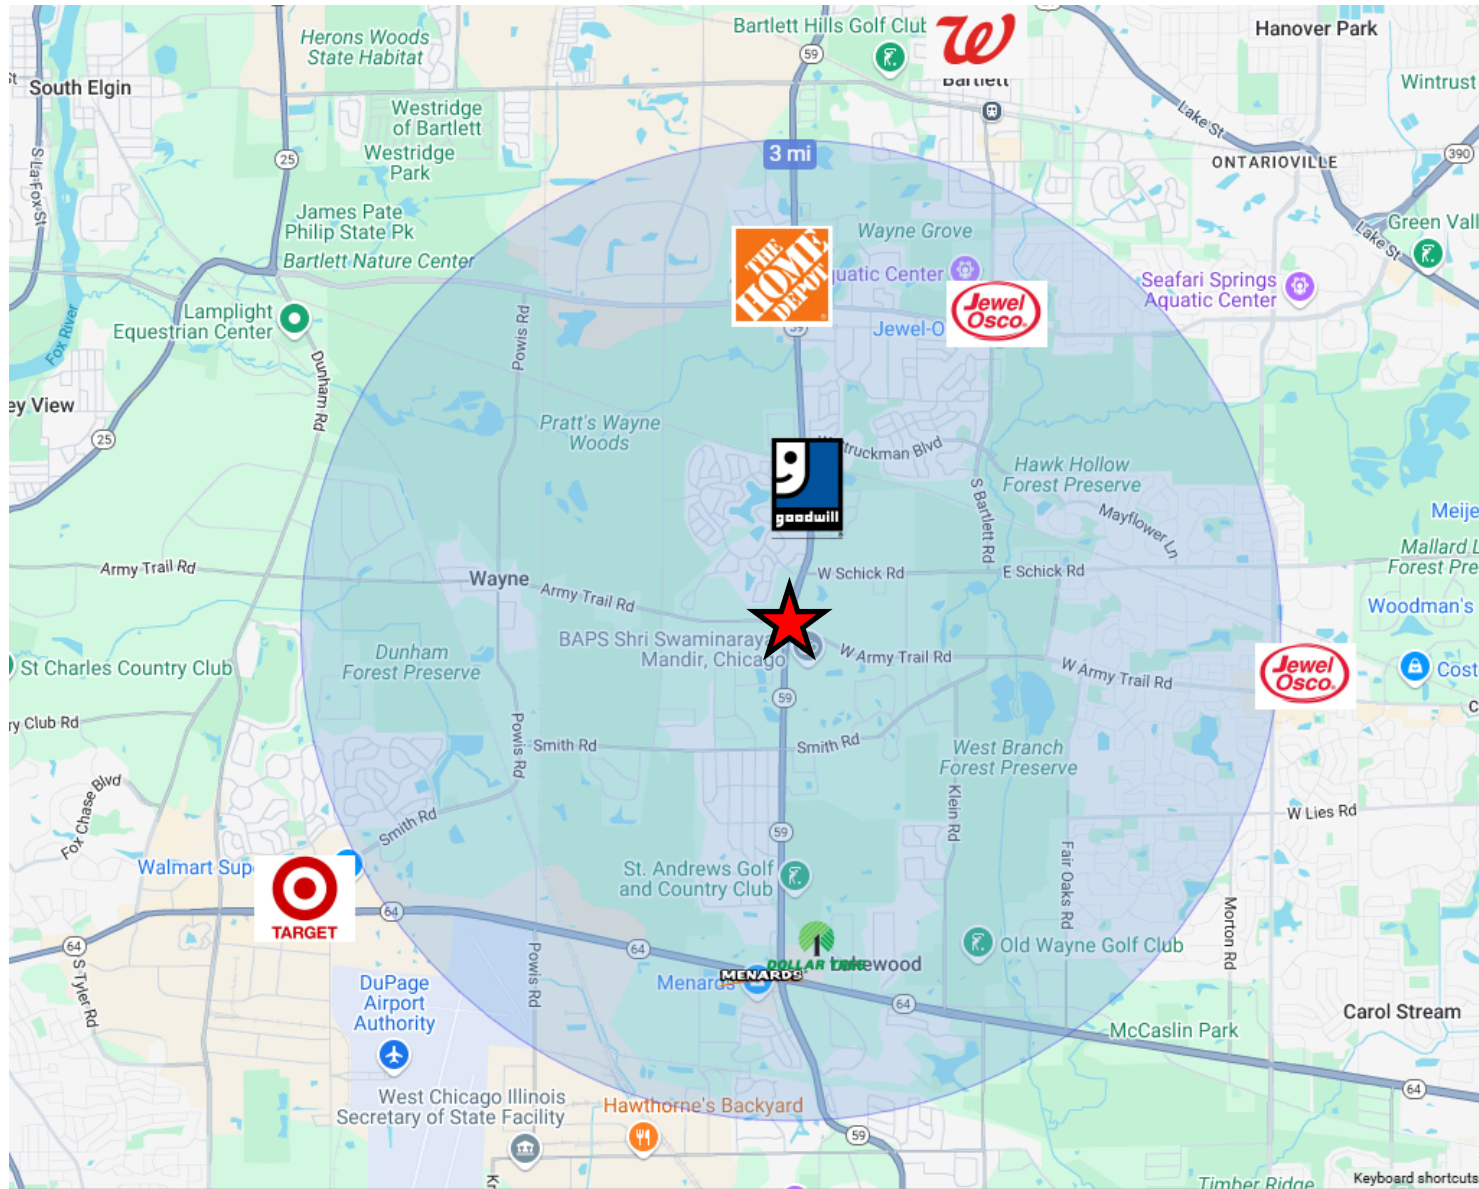 Bartlett Hills Golf Club
Hanover Park
Herons Woods
State Habitat
59
Bartlett
Wintrust
South Elgin
Westridge
of Bartlett
Westridge
Park
Lake St
ONTARIOVILLE
390
S La Fox St
25
3 mi
James Pate
Philip State Pk
Bartlett Nature Center
Wayne Grove
Green Vall
Lake St
THE
HOME
DEPOT
quatic Center
Seafari Springs
Aquatic Center
Jewel
Osco
Jewel-O
59
Lamplight
Equestrian Center
Fox River
Powis Rd
Dunham Rd
ey View
25
Pratt's Wayne
Woods
struckman Blvd
Hawk Hollow
Forest Preserve
S Bartlett Rd
Mayflower Ln
Meije
goodwill
Mallard L
Forest Pre
Army Trail Rd
Wayne
Army Trail Rd
W Schick Rd
E Schick Rd
Woodman's
BAPS Shri Swaminaraya
Mandir, Chicago
W Army Trail Rd
W Army Trail Rd
Jewel
Osco
Cost
St Charles Country Club
Dunham
Forest Preserve
59
ry Club Rd
Powis Rd
Smith Rd
Smith Rd
West Branch
Forest Preserve
Fox Chase Blvd
Smith Rd
Klein Rd
W Lies Rd
59
Walmart Sup
St. Andrews Golf
and Country Club
Fair Oaks Rd
TARGET
64
64
S Tyler Rd
Powis Rd
64
DOLLAR TREE
kewood
Old Wayne Golf Club
Morton Rd
Menards
MENARDS
DuPage
Airport
Authority
64
McCaslin Park
Carol Stream
64
West Chicago Illinois
Secretary of State Facility
Hawthorne's Backyard
59
Timber Ridge
Keyboard shortcuts